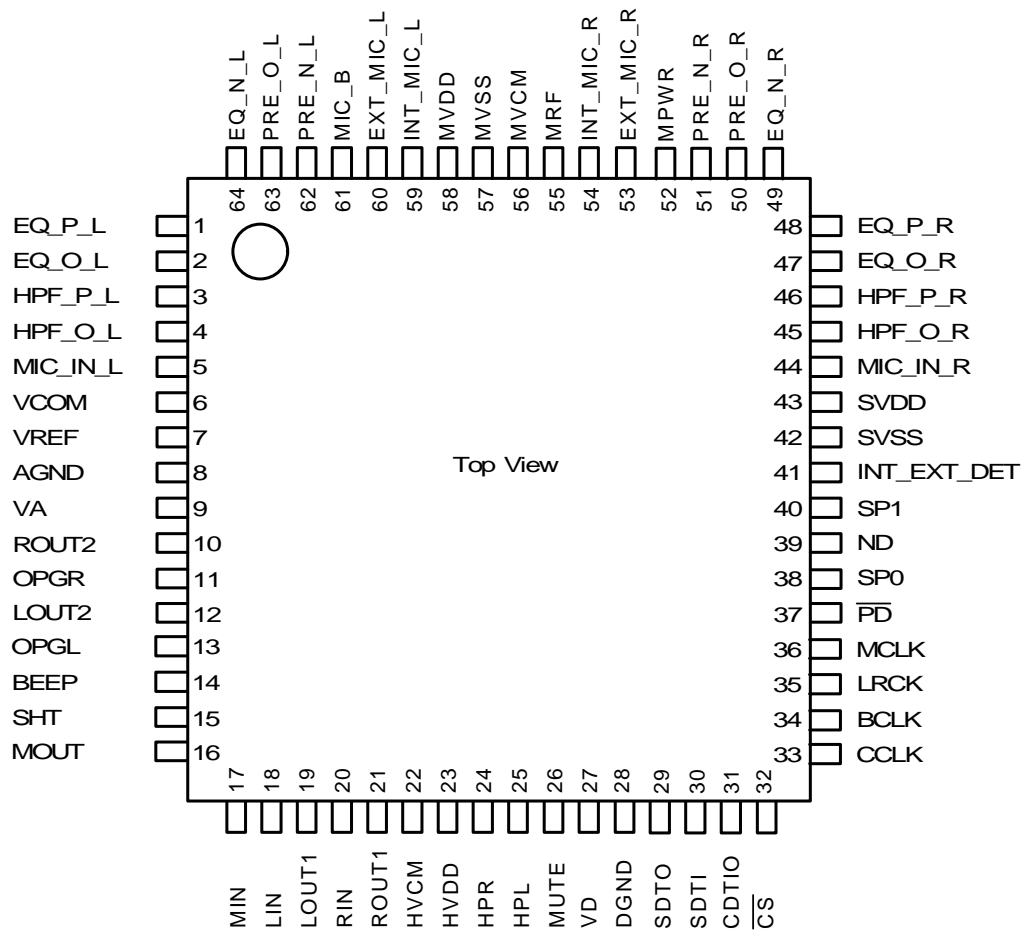 EQ_N_L
PRE_O_L
PRE_N_L
MIC_B
EXT_MIC_L
INT_MIC_L
MVDD
MVSS
MVCM
MRF
INT_MIC_R
EXT_MIC_R
MPWR
PRE_N_R
PRE_O_R
EQ_N_R
64 63 62 61 60 59 58 57 56 55 54 53 52 51 50 49
EQ_P_L 1 48 EQ_P_R
EQ_O_L 2 47 EQ_O_R
HPF_P_L 3 46 HPF_P_R
HPF_O_L 4 45 HPF_O_R
MIC_IN_L 5 44 MIC_IN_R
VCOM 6 43 SVDD
VREF 7 42 SVSS
Top View
AGND 8 41 INT_EXT_DET
VA 9 40 SP1
ROUT2 10 39 ND
OPGR 11 38 SP0
LOUT2 12 37 PD
OPGL 13 36 MCLK
BEEP 14 35 LRCK
SHT 15 34 BCLK
MOUT 16 33 CCLK
17 18 19 20 21 22 23 24 25 26 27 28 29 30 31 32
MIN
LIN
LOUT1
RIN
ROUT1
HVCM
HVDD
HPR
HPL
MUTE
VD
DGND
SDTO
SDTI
CDTIO
CS